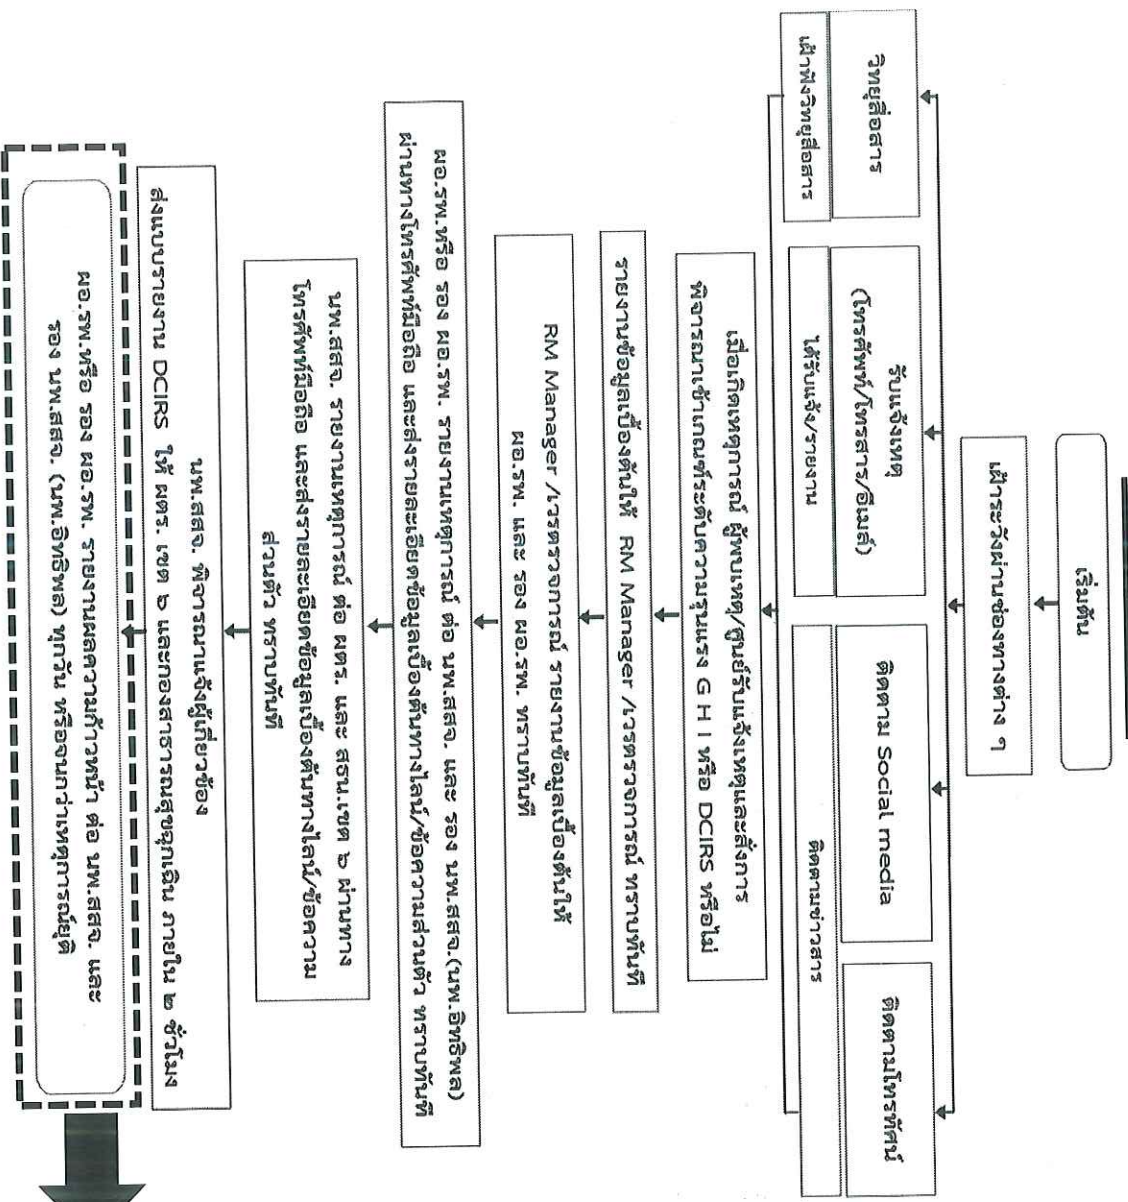 เริ่มต้น
เฝ้าระวังผ่านช่องทางต่าง ๆ
วิทยุสื่อสาร
เฝ้าฟังวิทยุสื่อสาร
รับแจ้งเหตุ
(โทรศัพท์/โทรสาร/อีเมล์)
ได้รับแจ้ง/รายงาน
ติดตาม Social media
ติดตามโทรทัศน์
ติดตามข่าวสาร
เมื่อเกิดเหตุการณ์ ผู้พบเหตุ/ศูนย์รับแจ้งเหตุและสั่งการ
พิจารณาเข้าเกณฑ์ระดับความรุนแรง G H I หรือ DCIRS หรือไม่
รายงานข้อมูลเบื้องต้นให้ RM Manager /เวรตรวจการณ์ ทราบทันที
RM Manager /เวรตรวจการณ์ รายงานข้อมูลเบื้องต้นให้
ผอ.รพ. และ รอง ผอ.รพ. ทราบทันที
ผอ.รพ.หรือ รอง ผอ.รพ. รายงานเหตุการณ์ ต่อ นพ.สสจ. และ รอง นพ.สสจ.(นพ.อิทธิพล)
ผ่านทางโทรศัพท์มือถือ และส่งรายละเอียดข้อมูลเบื้องต้นทางไลน์/ข้อความส่วนตัว ทราบทันที
นพ.สสจ. รายงานเหตุการณ์ ต่อ ผตร. และ สธน.เขต ๖ ผ่านทาง
โทรศัพท์มือถือ และส่งรายละเอียดข้อมูลเบื้องต้นทางไลน์/ข้อความ
ส่วนตัว ทราบทันที
นพ.สสจ. พิจารณาแจ้งผู้เกี่ยวข้อง
ส่งแบบรายงาน DCIRS ให้ ผตร. เขต ๖ และกองสาธารณสุขฉุกเฉิน ภายใน ๒ ชั่วโมง
ผอ.รพ.หรือ รอง ผอ.รพ. รายงานผลความก้าวหน้า ต่อ นพ.สสจ. และ
รอง นพ.สสจ. (นพ.อิทธิพล) ทุกวัน หรือจนกว่าเหตุการณ์ยุติ